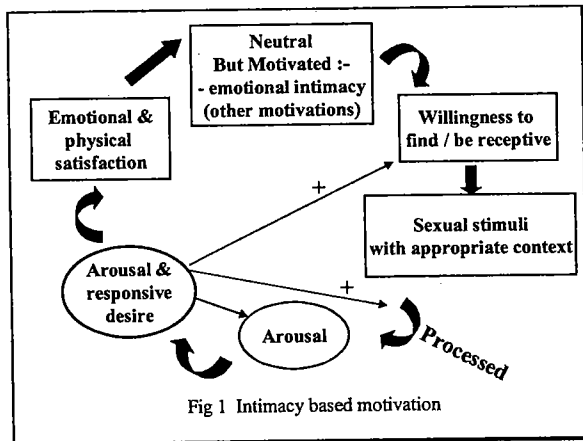 Neutral
But Motivated :-
- emotional intimacy
(other motivations)
Willingness to
find / be receptive
Sexual stimuli
with appropriate context
+
+
Processed
Arousal
Arousal &
responsive
desire
Emotional &
physical
satisfaction
Fig 1 Intimacy based motivation